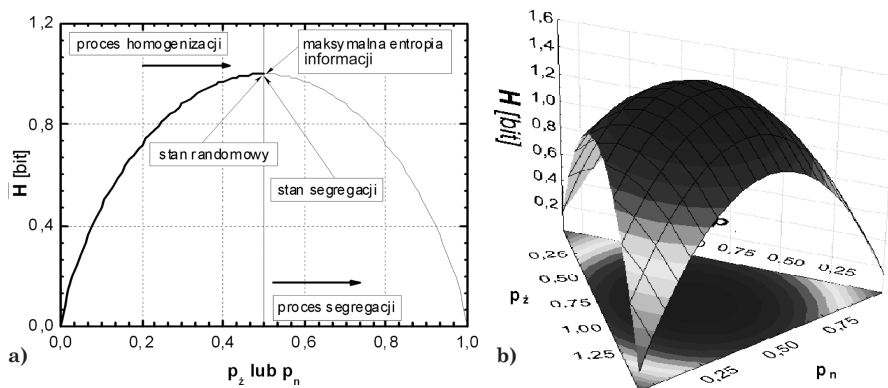 1,2
proces homogenizacji
maksymalna entropia
informacji
0,8
stan randomowy
stan segregacji
0,4
proces segregacji
0,0
0,0 0,2 0,4 0,6 0,8 1,0
H [bit]
pż lub pn
a)
1,6
1,4
1,2
1,0
0,8
0,6
0,4
0,2
H [bit]
p
0,75 0,50 0,25
0,25
0,50
0,75
1,00
1,25
pż
0,25 0,50 0,75
pn
b)